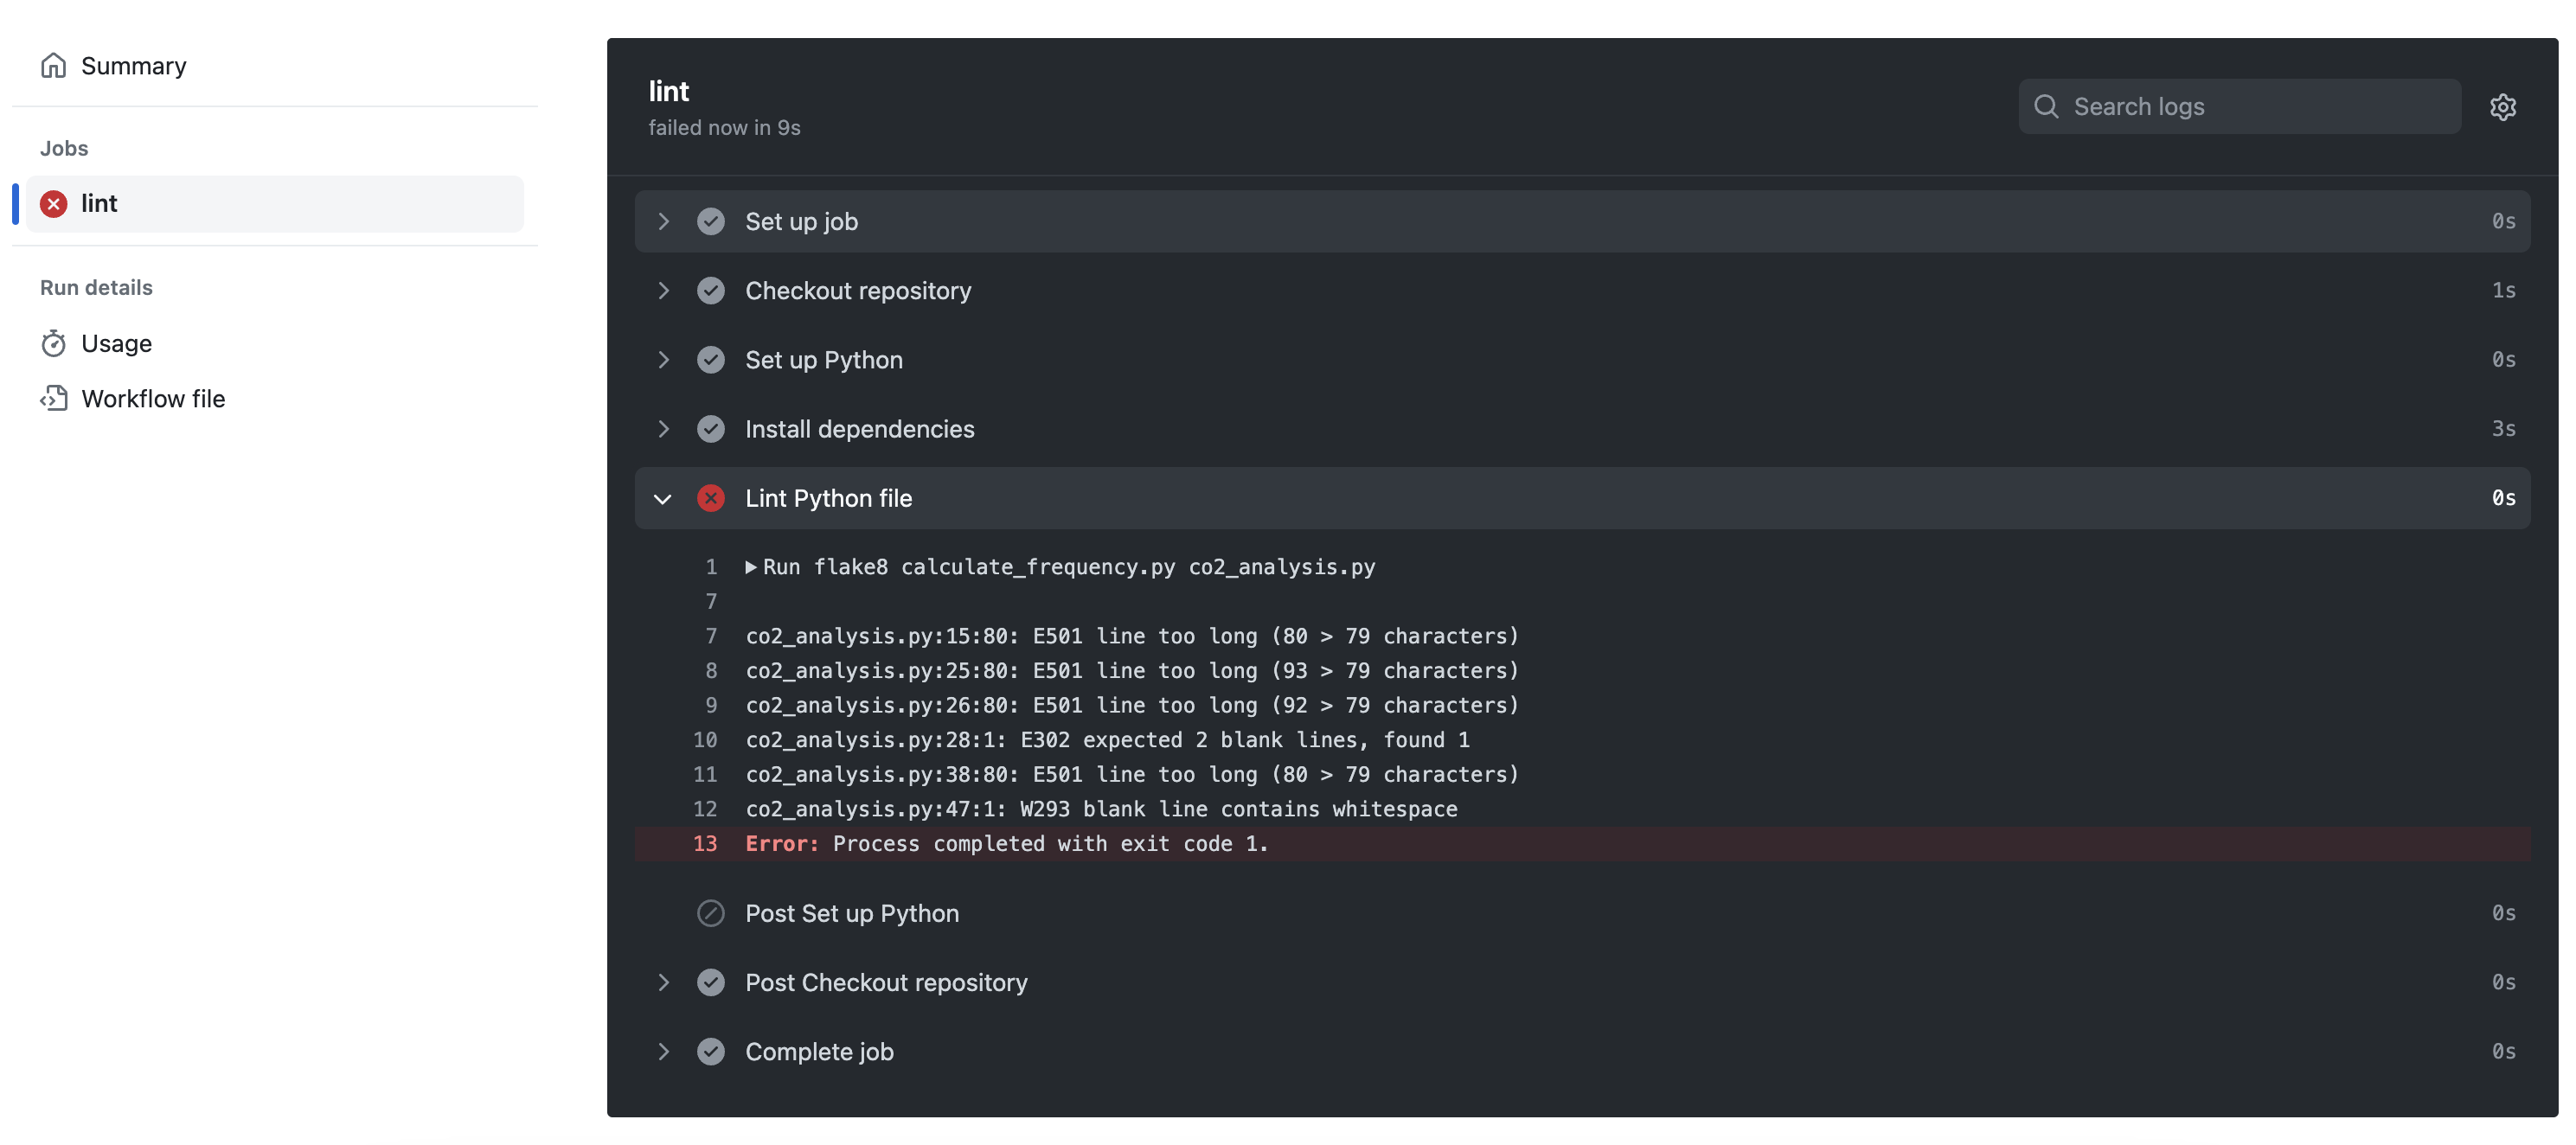 Summary
Jobs
lint
Run details
Usage
Workflow file
lint
failed now in 9s
Search logs
Set up job 0s
Checkout repository 1s
Set up Python 0s
Install dependencies 3s
Lint Python file 0s
1 Run flake8 calculate_frequency.py co2_analysis.py
7
7 co2_analysis.py:15:80: E501 line too long (80 > 79 characters)
8 co2_analysis.py:25:80: E501 line too long (93 > 79 characters)
9 co2_analysis.py:26:80: E501 line too long (92 > 79 characters)
10 co2_analysis.py:28:1: E302 expected 2 blank lines, found 1
11 co2_analysis.py:38:80: E501 line too long (80 > 79 characters)
12 co2_analysis.py:47:1: W293 blank line contains whitespace
13 Error: Process completed with exit code 1.
Post Set up Python 0s
Post Checkout repository 0s
Complete job 0s